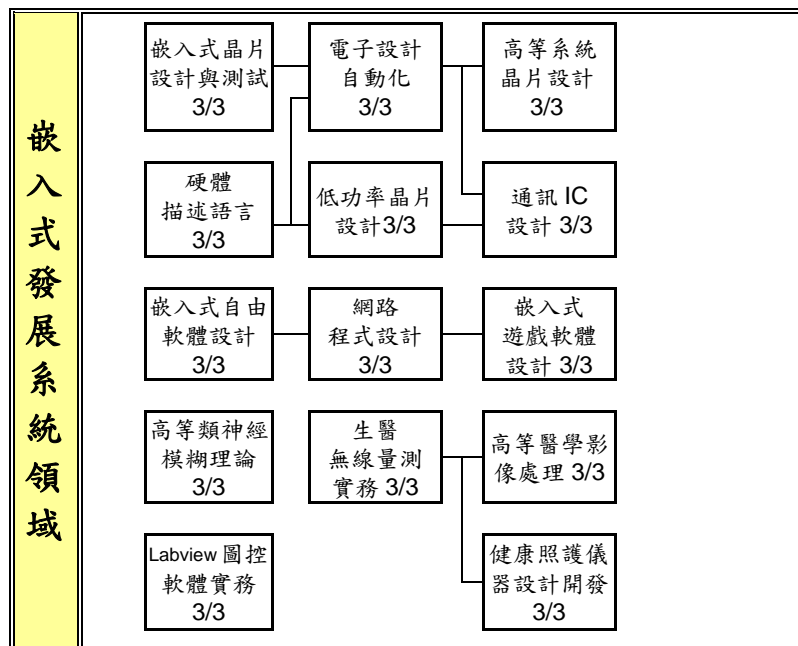 嵌入式發展系統領域
嵌入式晶片
設計與測試
3/3
電子設計
自動化
3/3
高等系統
晶片設計
3/3
硬體
描述語言
3/3
低功率晶片
設計3/3
通訊 IC
設計 3/3
嵌入式自由
軟體設計
3/3
網路
程式設計
3/3
嵌入式
遊戲軟體
設計 3/3
高等類神經
模糊理論
3/3
生醫
無線量測
實務 3/3
高等醫學影
像處理 3/3
Labview 圖控
軟體實務
3/3
健康照護儀
器設計開發
3/3